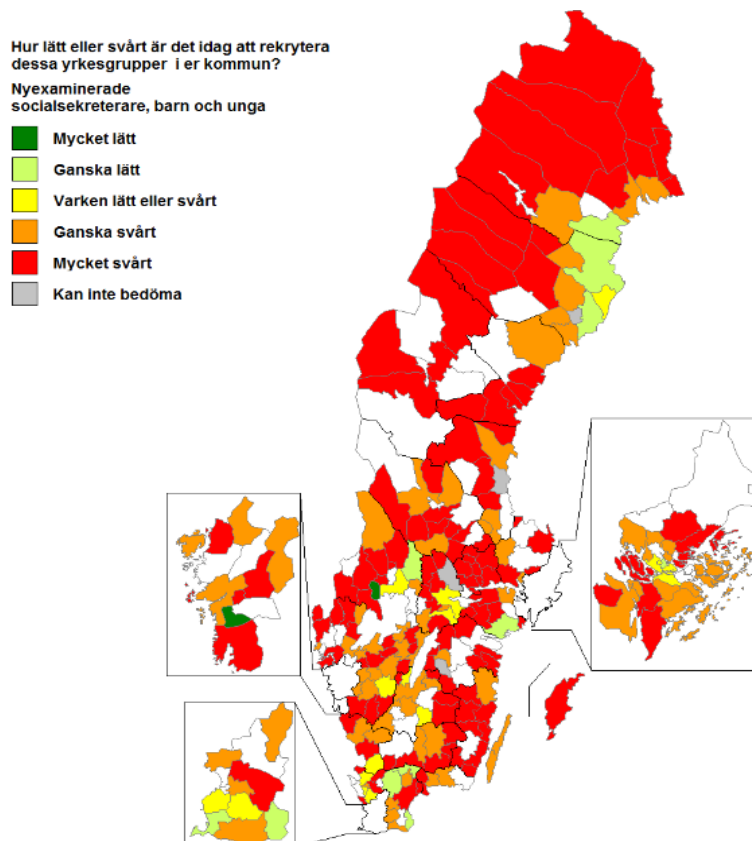 Hur lätt eller svårt är det idag att rekrytera
dessa yrkesgrupper i er kommun?
Nyexaminerade
socialsekreterare, barn och unga
Mycket lätt
Ganska lätt
Varken lätt eller svårt
Ganska svårt
Mycket svårt
Kan inte bedöma